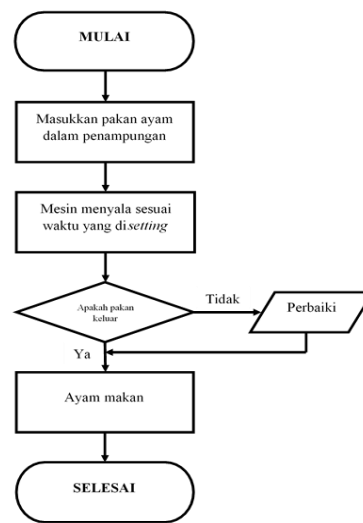 MULAI
Masukkan pakan ayam
dalam penampungan
Mesin menyala sesuai
waktu yang disetting
Apakah pakan
keluar
Tidak
Perbaiki
Ya
Ayam makan
SELESAI